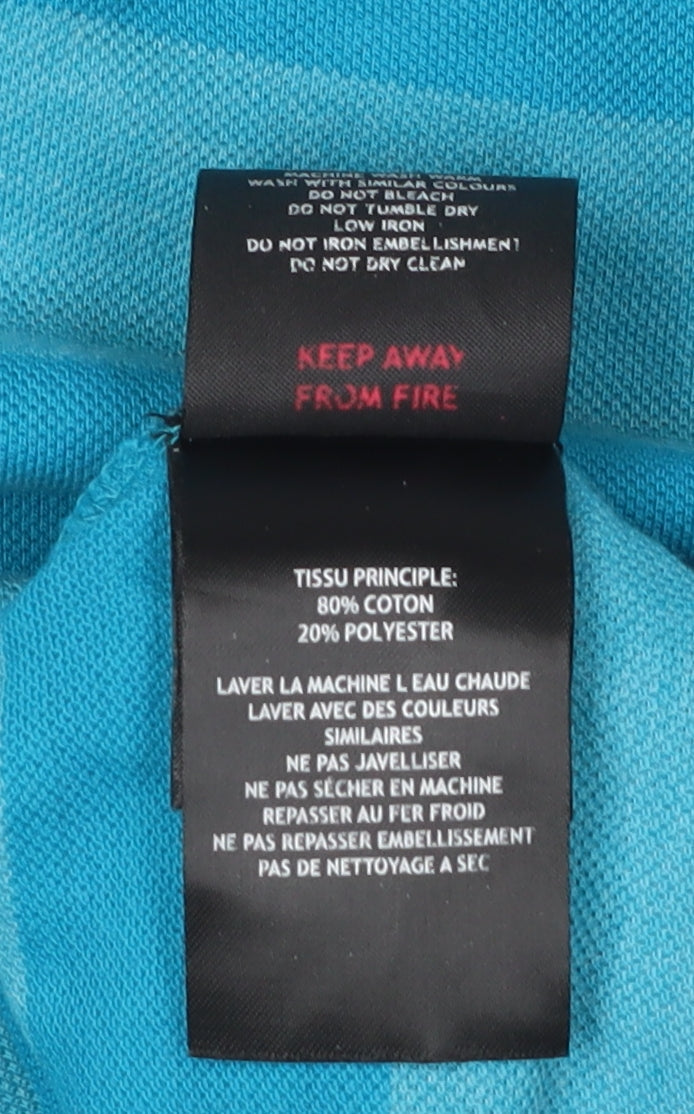 MACHINE WASH WARM
WASH WITH SIMILAR COLOURS
DO NOT BLEACH
DO NOT TUMBLE DRY
LOW IRON
DO NOT IRON EMBELLISHMENT
DO NOT DRY CLEAN
KEEP AWAY
FROM FIRE
TISSU PRINCIPLE:
80% COTON
20% POLYESTER
LAVER LA MACHINE L EAU CHAUDE
LAVER AVEC DES COULEURS
SIMILAIRES
NE PAS JAVELLISER
NE PAS SÉCHER EN MACHINE
REPASSER AU FER FROID
NE PAS REPASSER EMBELLISSEMENT
PAS DE NETTOYAGE A SEC